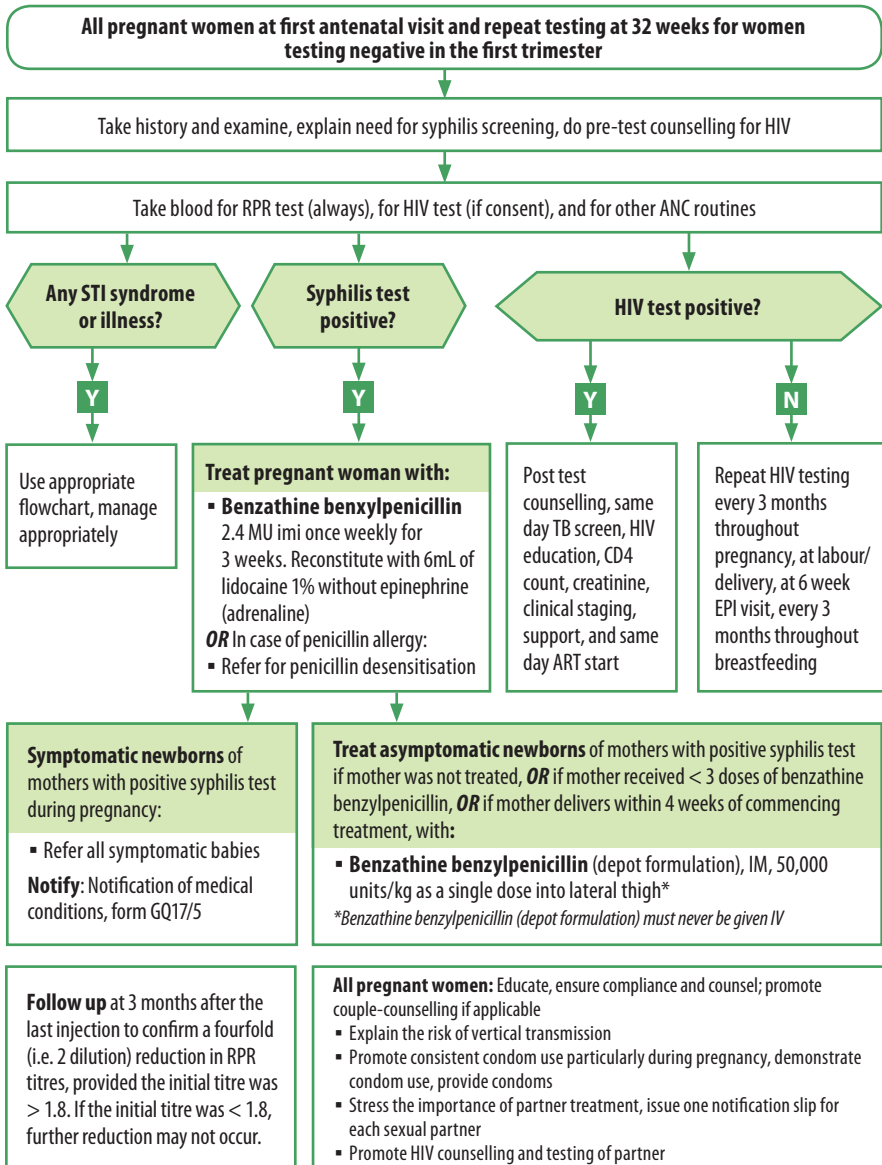 All pregnant women at first antenatal visit and repeat testing at 32 weeks for women
testing negative in the first trimester
Take history and examine, explain need for syphilis screening, do pre-test counselling for HIV
Take blood for RPR test (always), for HIV test (if consent), and for other ANC routines
Any STI syndrome
or illness?
Y
Use appropriate
flowchart, manage
appropriately
Syphilis test
positive?
Y
Treat pregnant woman with:
▪ Benzathine benxylpenicillin
2.4 MU imi once weekly for
3 weeks. Reconstitute with 6mL of
lidocaine 1% without epinephrine
(adrenaline)
OR In case of penicillin allergy:
▪ Refer for penicillin desensitisation
HIV test positive?
Y
Post test
counselling, same
day TB screen, HIV
education, CD4
count, creatinine,
clinical staging,
support, and same
day ART start
N
Repeat HIV testing
every 3 months
throughout
pregnancy, at labour/
delivery, at 6 week
EPI visit, every 3
months throughout
breastfeeding
Symptomatic newborns of
mothers with positive syphilis test
during pregnancy:
▪ Refer all symptomatic babies
Notify: Notification of medical
conditions, form GQ17/5
Treat asymptomatic newborns of mothers with positive syphilis test
if mother was not treated, OR if mother received < 3 doses of benzathine
benzylpenicillin, OR if mother delivers within 4 weeks of commencing
treatment, with:
▪ Benzathine benzylpenicillin (depot formulation), IM, 50,000
units/kg as a single dose into lateral thigh*
*Benzathine benzylpenicillin (depot formulation) must never be given IV
Follow up at 3 months after the
last injection to confirm a fourfold
(i.e. 2 dilution) reduction in RPR
titres, provided the initial titre was
> 1.8. If the initial titre was < 1.8,
further reduction may not occur.
All pregnant women: Educate, ensure compliance and counsel; promote
couple-counselling if applicable
▪ Explain the risk of vertical transmission
▪ Promote consistent condom use particularly during pregnancy, demonstrate
condom use, provide condoms
▪ Stress the importance of partner treatment, issue one notification slip for
each sexual partner
▪ Promote HIV counselling and testing of partner